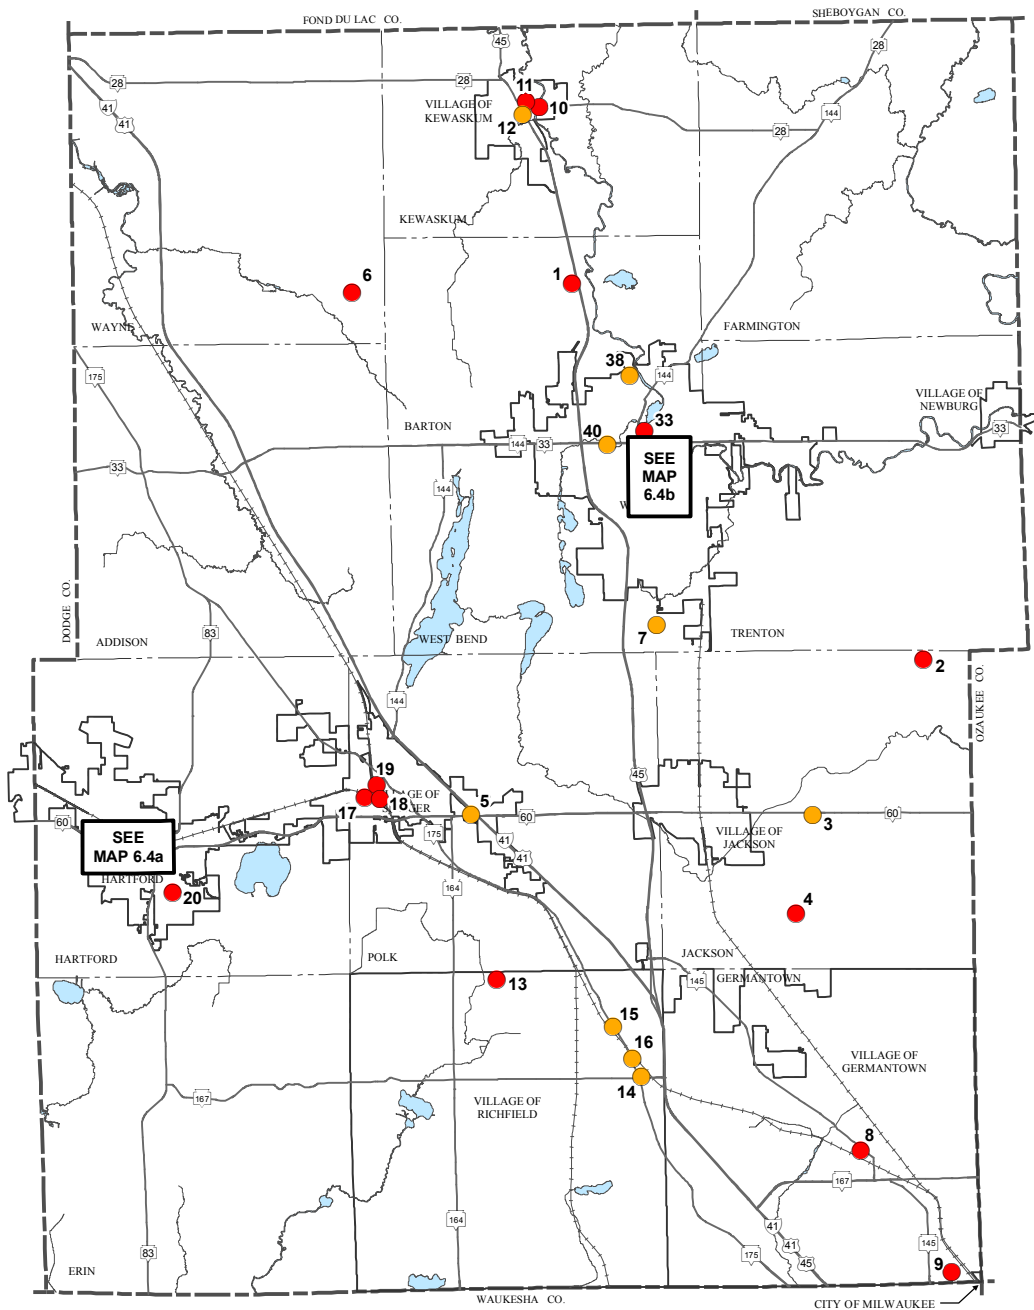 FOND DU LAC CO.
SHEBOYGAN CO.
45
28
28
28
41
41
11
10
12
VILLAGE OF
KEWASKUM
144
28
KEWASKUM
6
1
WAYNE
FARMINGTON
175
38
144
VILLAGE OF
NEWBURG
33
BARTON
144
33
40
33
33
SEE
MAP
6.4b
W
144
DODGE CO.
83
ADDISON
WEST BEND
7
TRENTON
2
OZAUKEE CO.
144
19
17
18
GE OF
GER
5
60
45
3
60
60
VILLAGE OF
JACKSON
SEE
MAP 6.4a
HARTFORD
20
175
41
41
164
4
HARTFORD
POLK
JACKSON
GERMANTOWN
145
13
15
16
14
VILLAGE OF
GERMANTOWN
167
VILLAGE OF
RICHFIELD
8
167
164
83
ERIN
175
41
41
45
145
9
WAUKESHA CO.
CITY OF MILWAUKEE